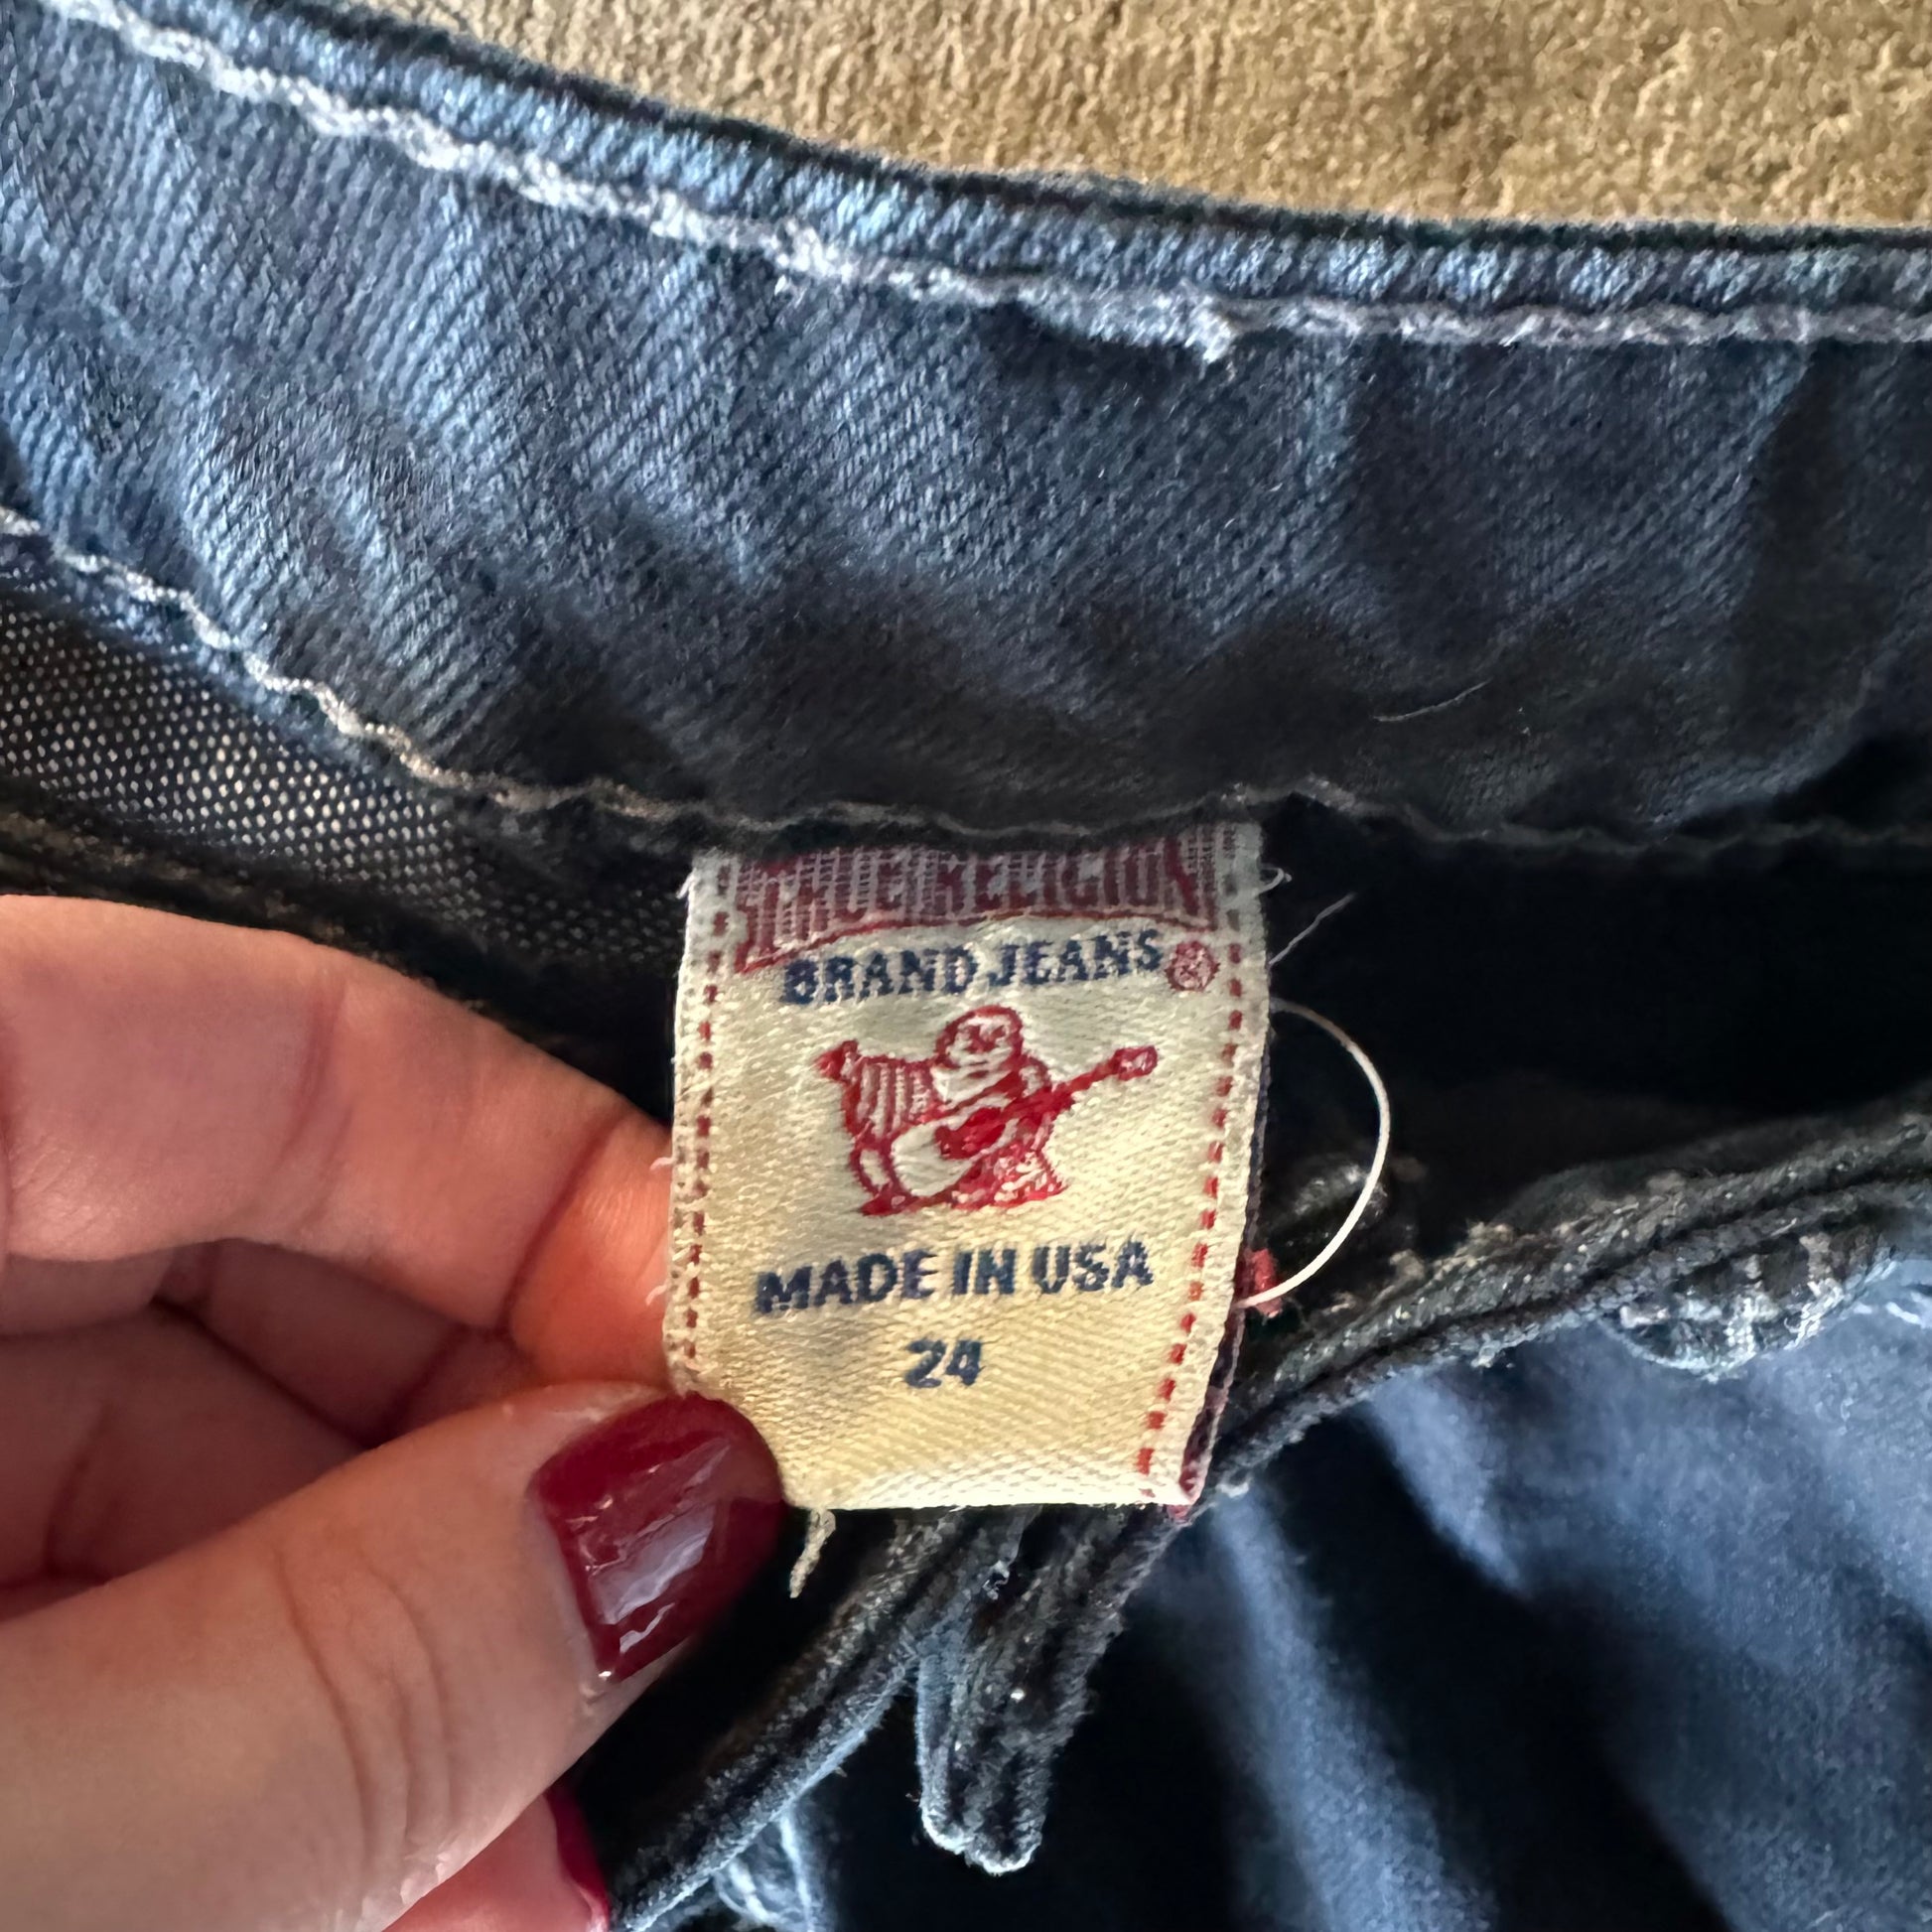 TRUE RELIGION
BRAND JEANS ®
MADE IN USA
24